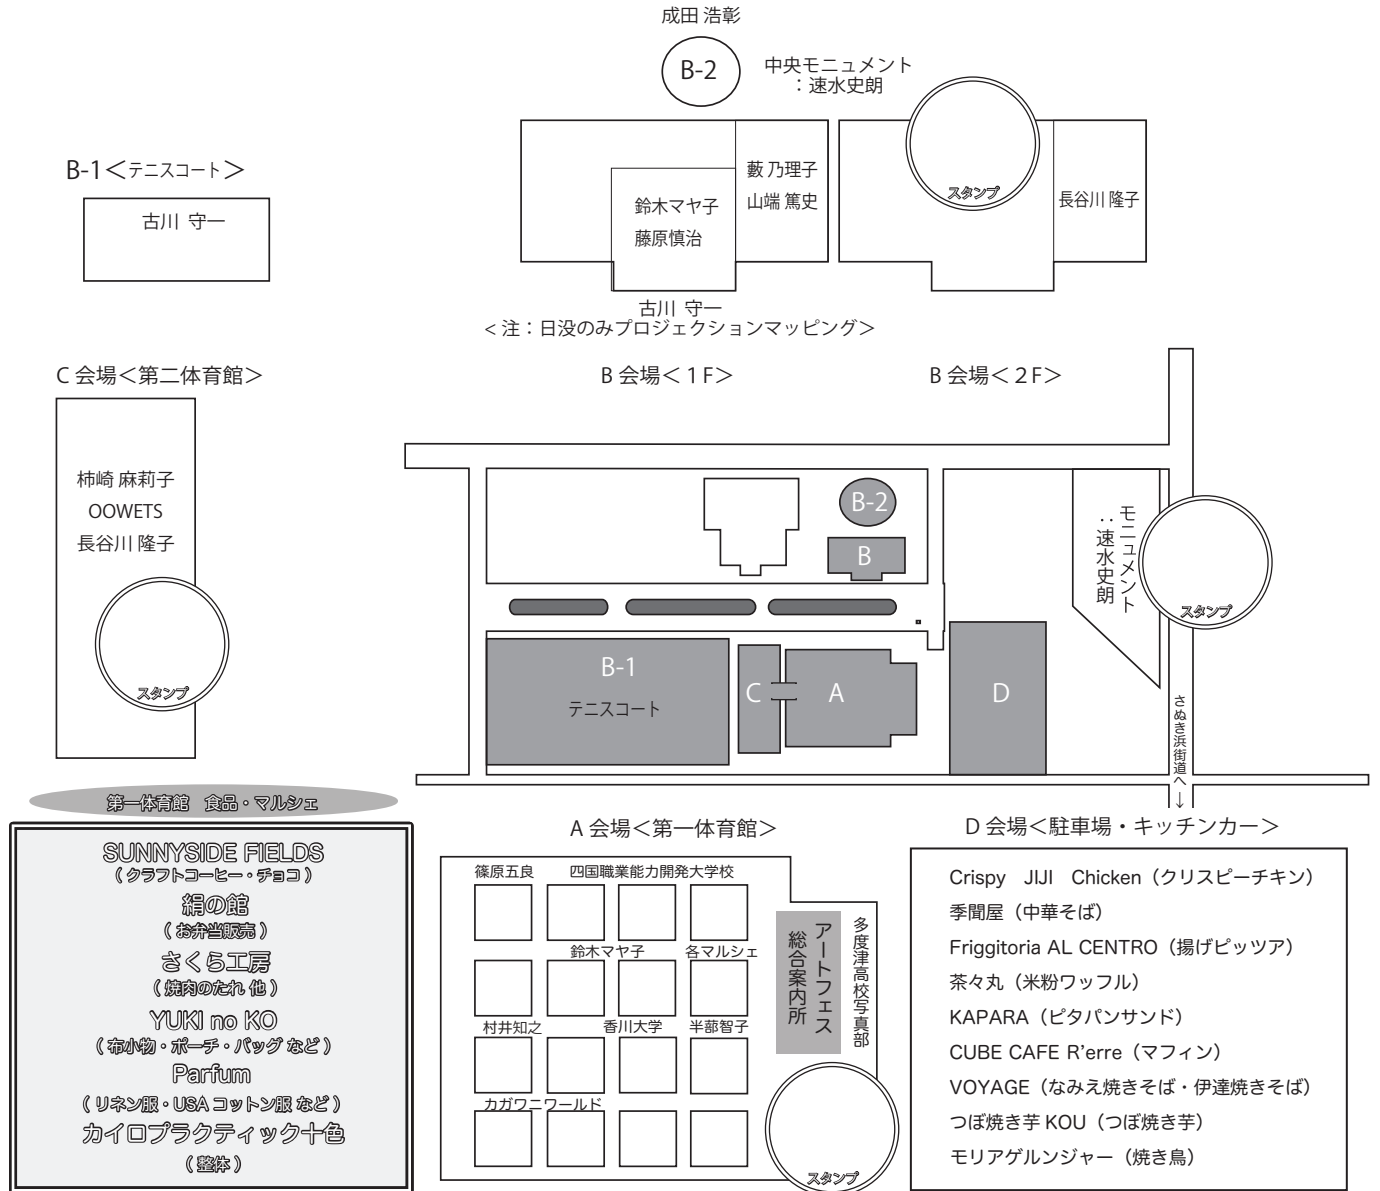 成田 浩彰
B-2
中央モニュメント
：速水史朗
B-1＜テニスコート＞
古川 守一
藪 乃理子
山端 篤史
鈴木マヤ子
藤原慎治
スタンプ
長谷川 隆子
古川 守一
＜注：日没のみプロジェクションマッピング＞
C 会場＜第二体育館＞
B 会場＜１F＞
B 会場＜２F＞
柿崎 麻莉子
OOWETS
長谷川 隆子
スタンプ
B-2
B
モニュメント
：速水史朗
スタンプ
B-1
テニスコート
C
A
D
さぬき浜街道へ→
第一体育館 食品・マルシェ
SUNNYSIDE FIELDS
（ クラフトコーヒー・チョコ ）
絹の館
（ お弁当販売 ）
さくら工房
（ 焼肉のたれ 他 ）
YUKI no KO
（ 布小物・ポーチ・バッグ など ）
Parfum
（ リネン服・USA コットン服 など ）
カイロプラクティック十色
（ 整体 ）
A 会場＜第一体育館＞
篠原五良
四国職業能力開発大学校
鈴木マヤ子
各マルシェ
村井知之
香川大学
半蔀智子
カガワニワールド
アートフェス
総合案内所
多度津高校写真部
スタンプ
D 会場＜駐車場・キッチンカー＞
Crispy JIJI Chicken（クリスピーチキン）
季聞屋（中華そば）
Friggitoria AL CENTRO（揚げピッツア）
茶々丸（米粉ワッフル）
KAPARA（ピタパンサンド）
CUBE CAFE R’erre（マフィン）
VOYAGE（なみえ焼きそば・伊達焼きそば）
つぼ焼き芋 KOU（つぼ焼き芋）
モリアゲルンジャー（焼き鳥）